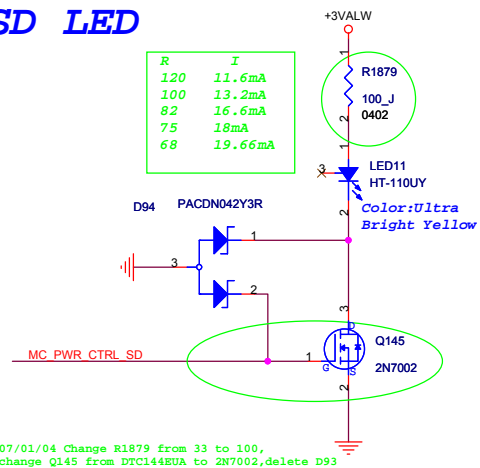 SD LED
+3VALW
R I
120 11.6mA
100 13.2mA
82 16.6mA
75 18mA
68 19.66mA
1
R1879
100_J
0402
2
1
3
LED11
HT-110UY
2
Color:Ultra
Bright Yellow
D94
PACDN042Y3R
1
3
2
3
D
Q145
MC_PWR_CTRL_SD
1
G
S
2N7002
2
07/01/04 Change R1879 from 33 to 100,
change Q145 from DTC144EUA to 2N7002,delete D93